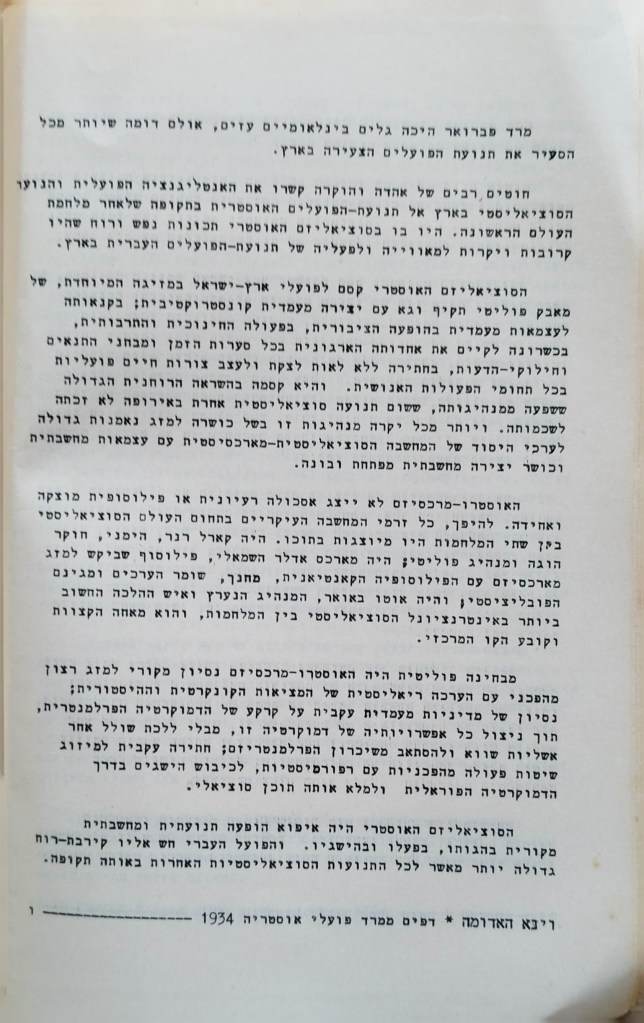 מרד פברואר היכה גלים בינלאומיים עזים, אולם דומה שיותר מכל
הסעיר את תנועת הפועלים הצעירה בארץ.
חוטים רבים של אהדה והוקרה קשרו את האנטליגנציה הפועלית והנוער
הסוציאליסטי בארץ אל תנועת-הפועלים האוסטרית בתקופה שלאחר מלחמת
העולם הראשונה. היו בו בסוציאליזם האוסטרי תכונות נפש ורוח שהיו
קרובות ויקרות למאווייה ולפעליה של תנועת-הפועלים העברית בארץ.
הסוציאליזם האוסטרי קסם לפועלי ארץ-ישראל במזיגה המיוחדת, של
מאבק פוליטי תקיף וגא עם יצירה מעמדית קונסטרוקטיבית; בקנאותה
לעצמאות מעמדית בהופעה הציבורית, בפעולה החינוכית והתרבותית,
בכשרונה לקיים את אחדותה הארגונית בכל סערות הזמן ומבחני התנאים
וחילוקי-הדעות, בחתירה ללא לאות לצקת ולעצב צורות חיים פועליות
בכל תחומי הפעולות האנושית.  והיא קסמה בהשראה הרוחנית הגדולה
ששפעה ממנהיגותה, ששום תנועה סוציאליסטית אחרת באירופה לא זכתה
לשכמותה. ויותר מכל יקרה מנהיגות זו בשל כושרה למזג נאמנות גדולה
לערכי היסוד של המחשבה הסוציאליסטית-מארכסיסטית עם עצמאות מחשבתית
וכושר יצירה מחשבתית מפתחת ובונה.
האוסטרו-מרכסיזם לא ייצג אסכולה רעיונית או פילוסופית מוצקה
ואחידה. להיפך, כל זרמי המחשבה העיקריים בתחום העולם הסוציאליסטי
בין שתי המלחמות היו מיוצגות בתוכו. היה קארל רנר, הימני, חוקר
הוגה ומנהיג פוליטי; היה מארכס אדלר השמאלי, פילוסוף שביקש למזג
מארכסיזם עם הפילוסופיה הקאנטיאנית, מחנך, שומר הערכים ומגינם
הפובליציסטי; והיה אוטו באואר, המנהיג הנערץ ואיש ההלכה החשוב
ביותר באינטרנציונל הסוציאליסטי בין המלחמות, והוא מאחה הקצוות
וקובע הקו המרכזי.
מבחינה פוליטית היה האוסטרו-מרכסיזם נסיון מקורי למזג רצון
מהפכני עם הערכה ריאליסטית של המציאות הקונקרטית וההיסטורית;
נסיון של מדיניות מעמדית עקבית על קרקע של הדמוקרטיה הפרלמנטרית,
תוך ניצול כל אפשרויותיה של דמוקרטיה זו, מבלי ללכת שולל אחר
אשליות שווא ולהסתאב משיכרון הפרלמנטריזם; חתירה עקבית למיזוג
שיטות פעולה מהפכניות עם רפורמיסטיות, לכיבוש הישגים בדרך
הדמוקרטיה הפוראלית  ולמלא אותה תוכן סוציאלי.
הסוציאליזם האוסטרי היה איפוא הופעה תנועתית ומחשבתית
מקורית בהגותו, בפעלו ובהישגיו.  והפועל העברי חש אליו קירבת-רוח
גדולה יותר מאשר לכל התנועות הסוציאליסטיות האחרות באותה תקופה.
וינא האדומה * דפים ממרד פועלי אוסטריה 1934 ו